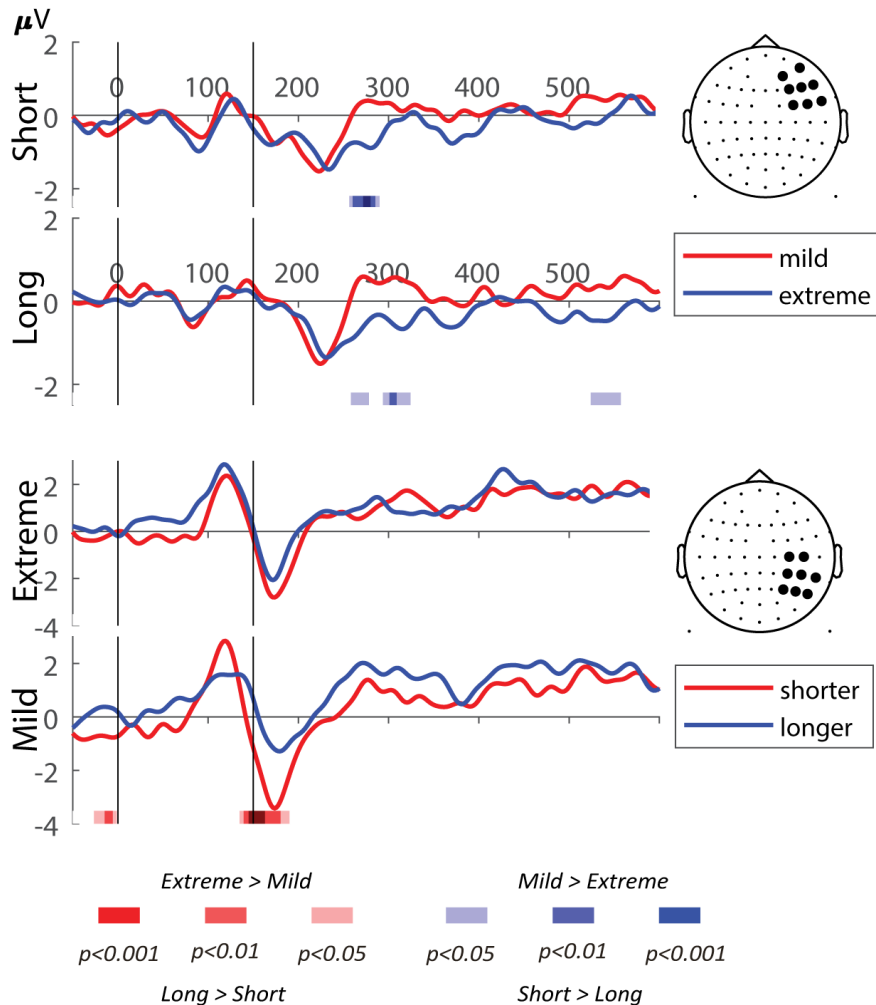 μV
2
0 100 200 300 400 500
0
-2
Short
2
0 100 200 300 400 500
0
-2
Long
mild
extreme
2
0
-2
-4
Extreme
4
2
0
-2
-4
Mild
shorter
longer
Extreme > Mild Mild > Extreme
p<0.001 p<0.01 p<0.05 p<0.05 p<0.01 p<0.001
Long > Short Short > Long